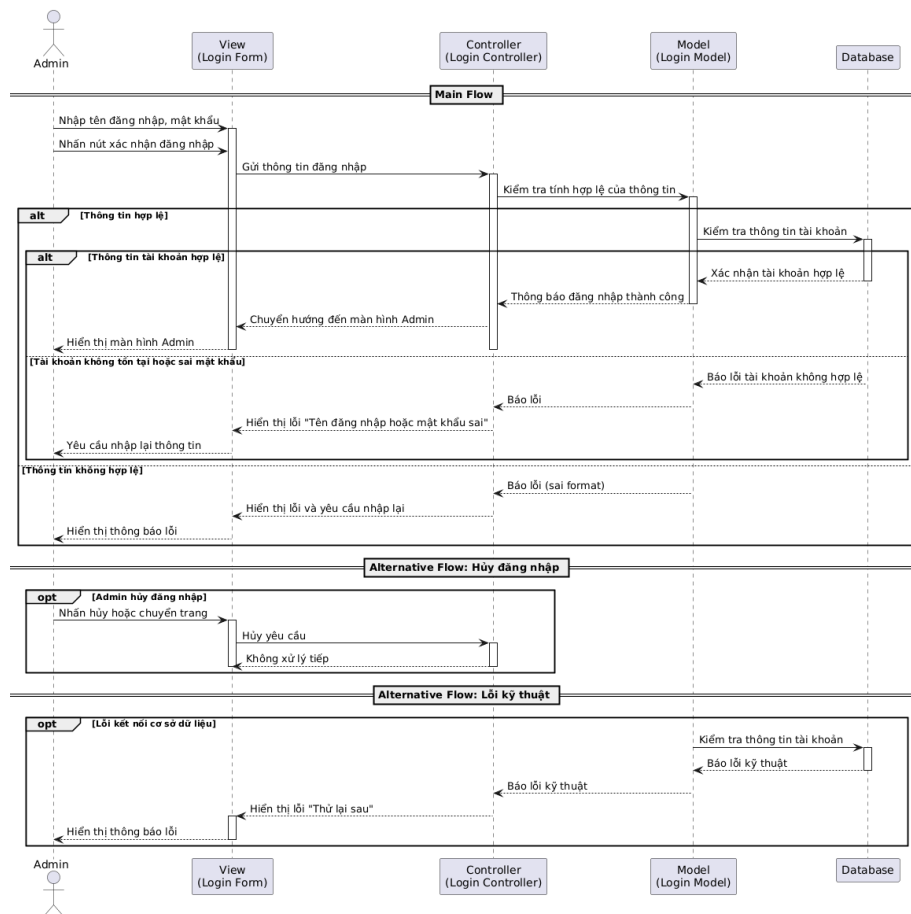 Admin
View
(Login Form)
Controller
(Login Controller)
Model
(Login Model)
Database
Main Flow
Nhập tên đăng nhập, mật khẩu
Nhấn nút xác nhận đăng nhập
Gửi thông tin đăng nhập
Kiểm tra tính hợp lệ của thông tin
alt [Thông tin hợp lệ]
Kiểm tra thông tin tài khoản
alt [Thông tin tài khoản hợp lệ]
Xác nhận tài khoản hợp lệ
Thông báo đăng nhập thành công
Chuyển hướng đến màn hình Admin
Hiển thị màn hình Admin
[Tài khoản không tồn tại hoặc sai mật khẩu]
Báo lỗi tài khoản không hợp lệ
Báo lỗi
Hiển thị lỗi "Tên đăng nhập hoặc mật khẩu sai"
Yêu cầu nhập lại thông tin
[Thông tin không hợp lệ]
Báo lỗi (sai format)
Hiển thị lỗi và yêu cầu nhập lại
Hiển thị thông báo lỗi
Alternative Flow: Hủy đăng nhập
opt [Admin hủy đăng nhập]
Nhấn hủy hoặc chuyển trang
Hủy yêu cầu
Không xử lý tiếp
Alternative Flow: Lỗi kỹ thuật
opt [Lỗi kết nối cơ sở dữ liệu]
Kiểm tra thông tin tài khoản
Báo lỗi kỹ thuật
Báo lỗi kỹ thuật
Hiển thị lỗi "Thử lại sau"
Hiển thị thông báo lỗi
Admin
View
(Login Form)
Controller
(Login Controller)
Model
(Login Model)
Database